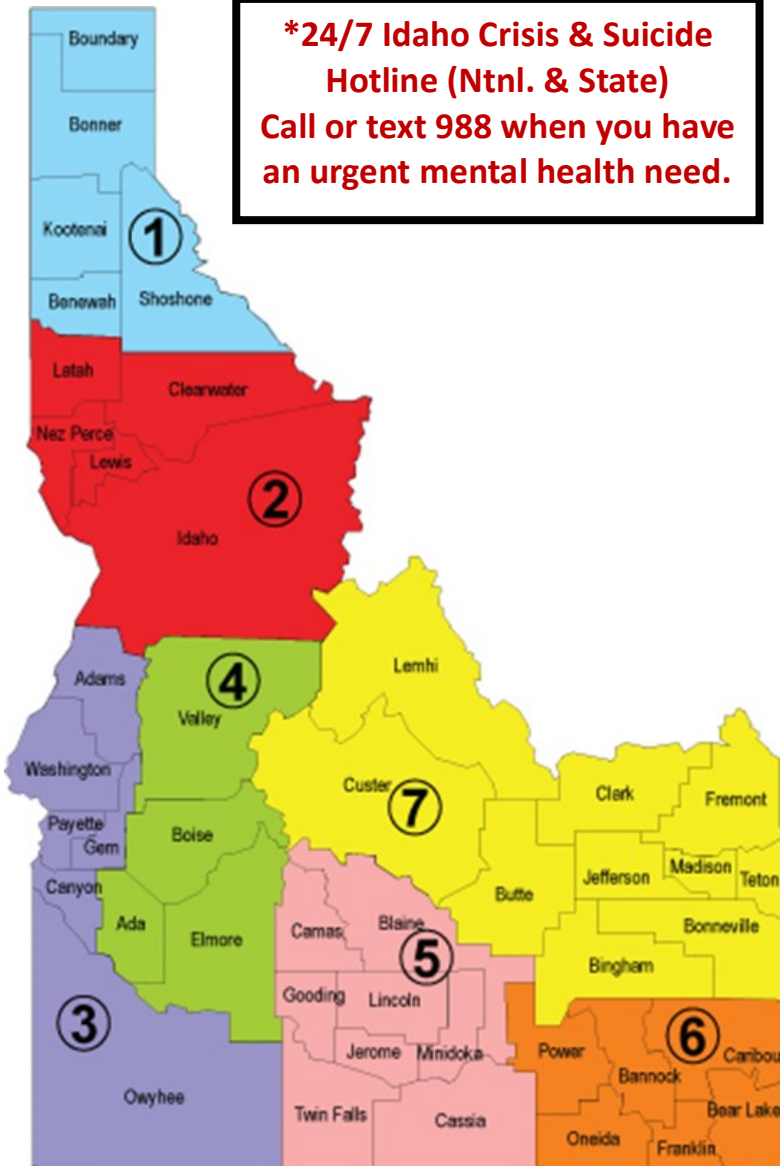 *24/7 Idaho Crisis & Suicide
Hotline (Ntnl. & State)
Call or text 988 when you have
an urgent mental health need.
Boundary
Bonner
Kootenai
1
Benewah
Shoshone
Latah
Clearwater
Nez Perce
Lewis
2
Idaho
Adams
4
Lemhi
Valley
Washington
Custer
7
Clark
Fremont
Payette
Boise
Gem
Canyon
Jefferson
Madison
Teton
Butte
Ada
Elmore
Camas
Blaine
Bonneville
5
Bingham
Gooding
Lincoln
3
6
Jerome
Minidoka
Power
Caribou
Bannock
Owyhee
Twin Falls
Cassia
Bear Lake
Oneida
Franklin